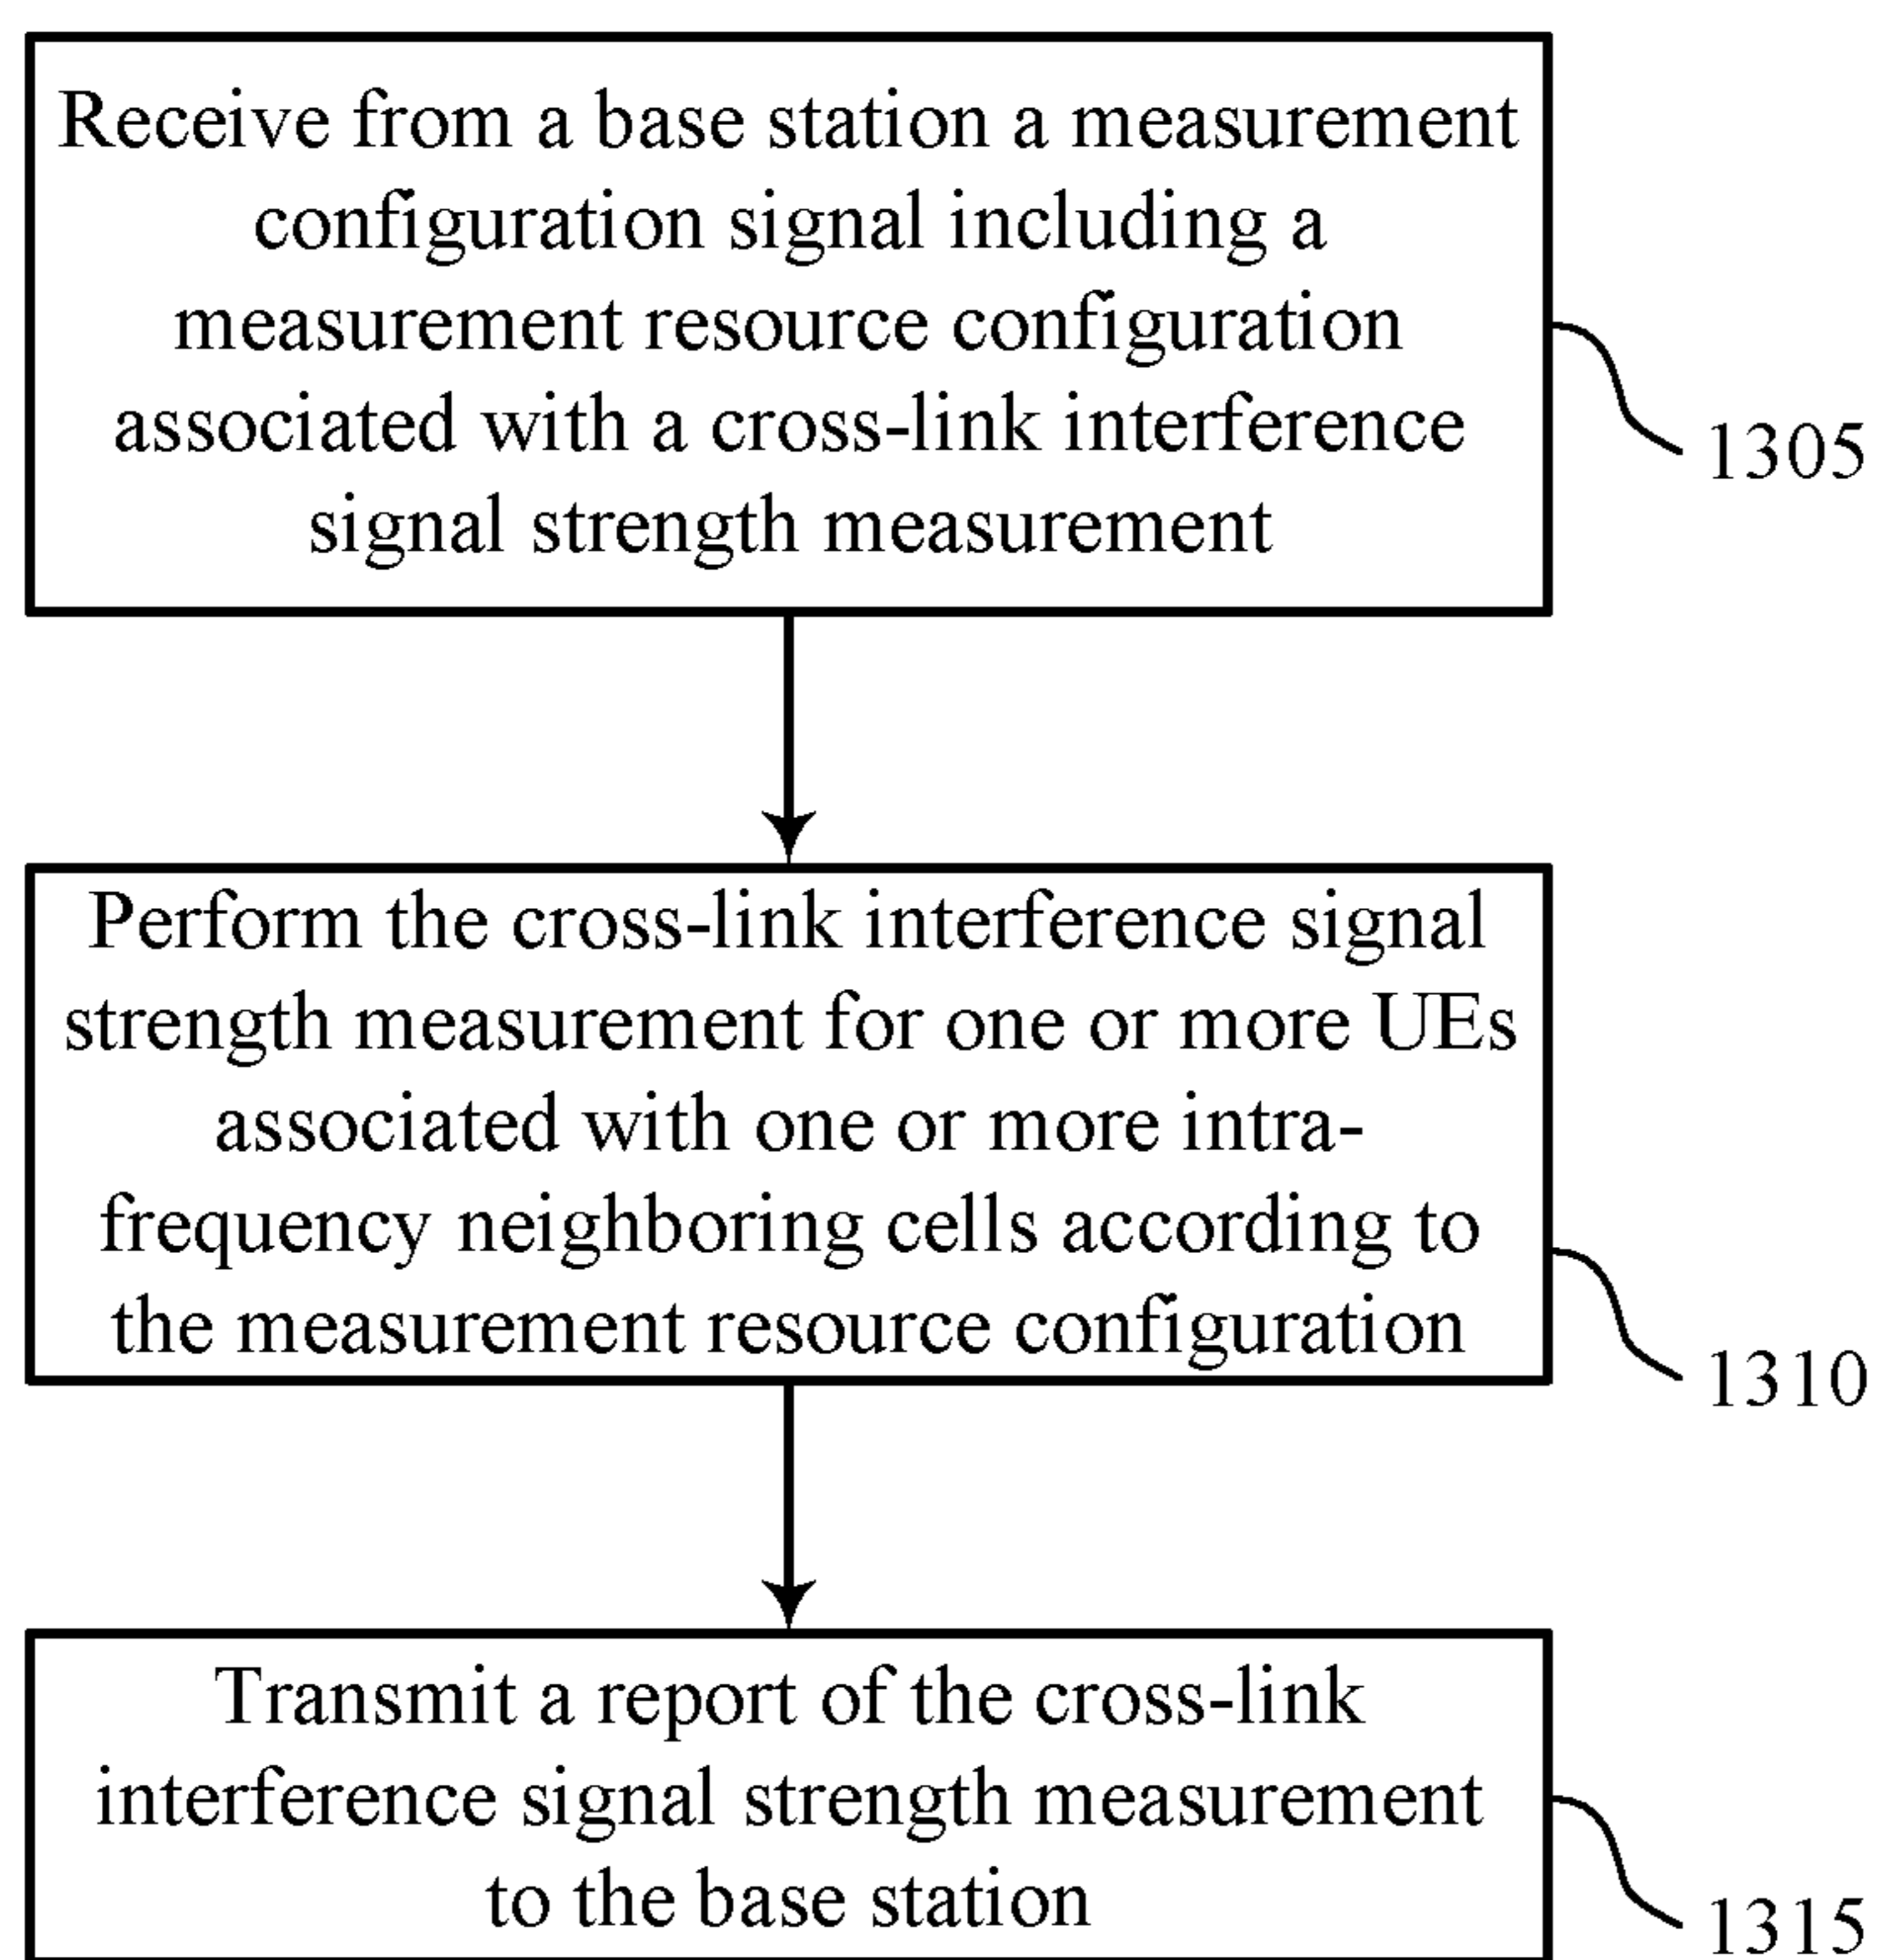 Receive from a base station a measurement
configuration signal including a
measurement resource configuration
associated with a cross-link interference
signal strength measurement
1305
Perform the cross-link interference signal
strength measurement for one or more UEs
associated with one or more intra-
frequency neighboring cells according to
the measurement resource configuration
1310
Transmit a report of the cross-link
interference signal strength measurement
to the base station
1315